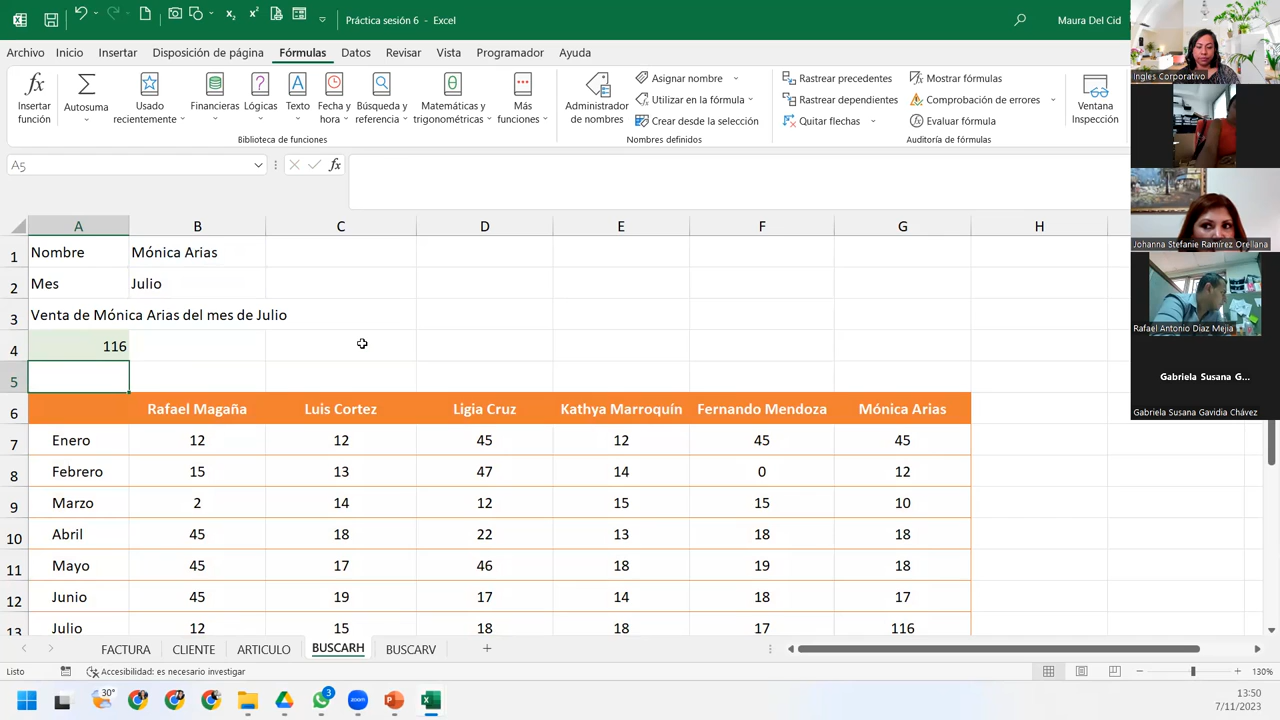 Práctica sesión 6 - Excel
Maura Del Cid
Archivo Inicio Insertar Disposición de página Fórmulas Datos Revisar Vista Programador Ayuda
Insertar función
Autosuma
Usado recientemente
Financieras
Lógicas
Texto
Fecha y hora
Búsqueda y referencia
Matemáticas y trigonométricas
Más funciones
Biblioteca de funciones
Administrador de nombres
Asignar nombre
Utilizar en la fórmula
Crear desde la selección
Nombres definidos
Rastrear precedentes
Rastrear dependientes
Quitar flechas
Mostrar fórmulas
Comprobación de errores
Evaluar fórmula
Auditoría de fórmulas
Ventana Inspección
A5
fx
A B C D E F G H
1 Nombre Mónica Arias
2 Mes Julio
3 Venta de Mónica Arias del mes de Julio
4 116
5
6 Rafael Magaña Luis Cortez Ligia Cruz Kathya Marroquín Fernando Mendoza Mónica Arias
7 Enero 12 12 45 12 45 45
8 Febrero 15 13 47 14 0 12
9 Marzo 2 14 12 15 15 10
10 Abril 45 18 22 13 18 18
11 Mayo 45 17 46 18 19 18
12 Junio 45 19 17 14 18 17
13 Julio 12 15 18 18 17 116
FACTURA CLIENTE ARTICULO BUSCARH BUSCARV
Listo
Accesibilidad: es necesario investigar
130%
30°
3
13:50
7/11/2023
Ingles Corporativo
Johanna Stefanie Ramírez Orellana
Rafael Antonio Diaz Mejia
Gabriela Susana G...
Gabriela Susana Gavidia Chávez